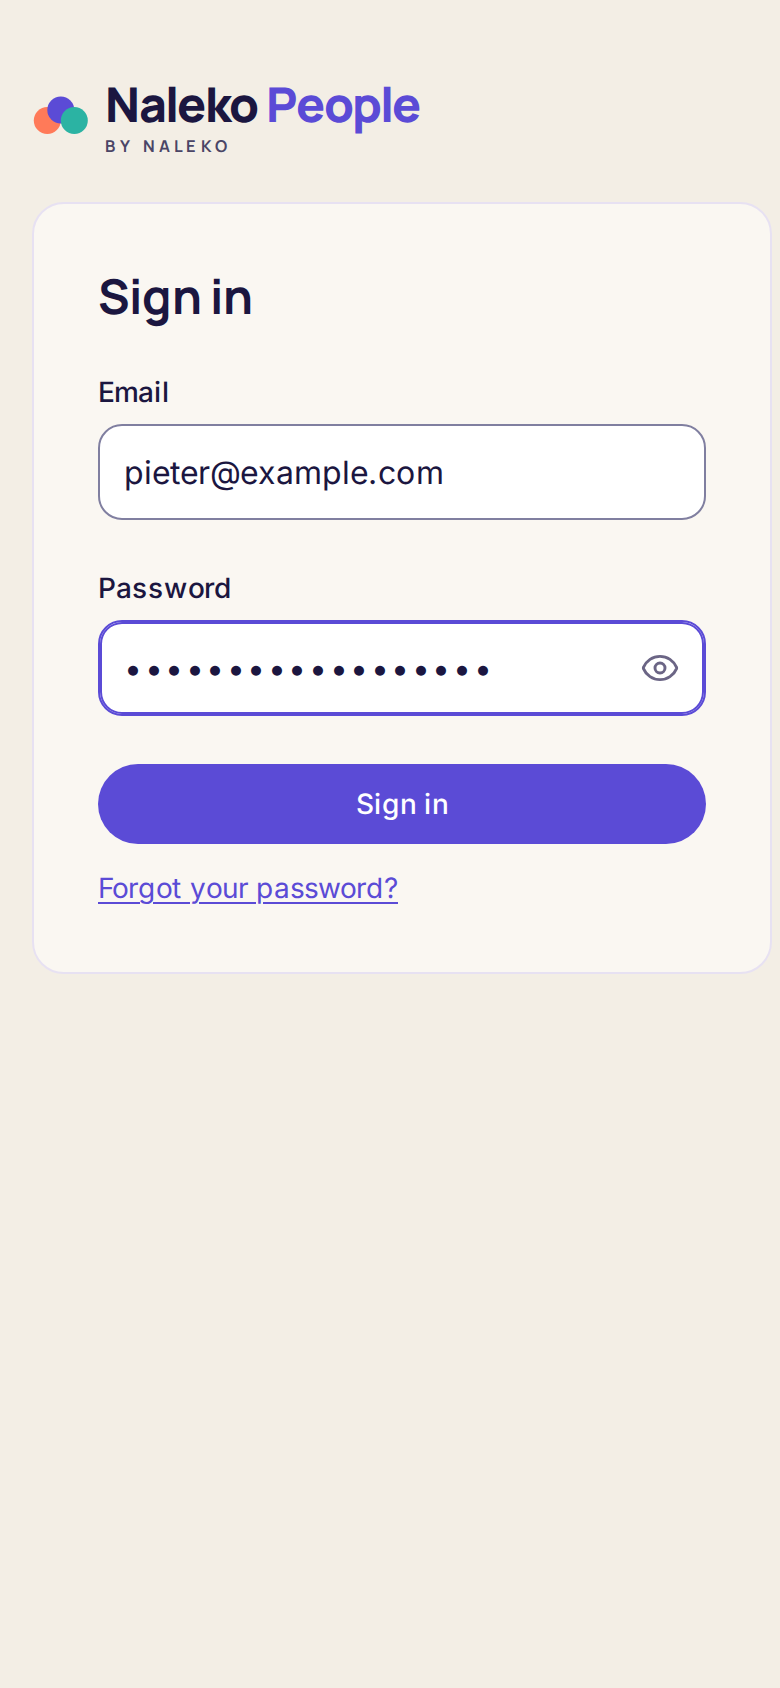 Naleko People
BY NALEKO
Sign in
Email
pieter@example.com
Password
••••••••••••••••••
Sign in
Forgot your password?